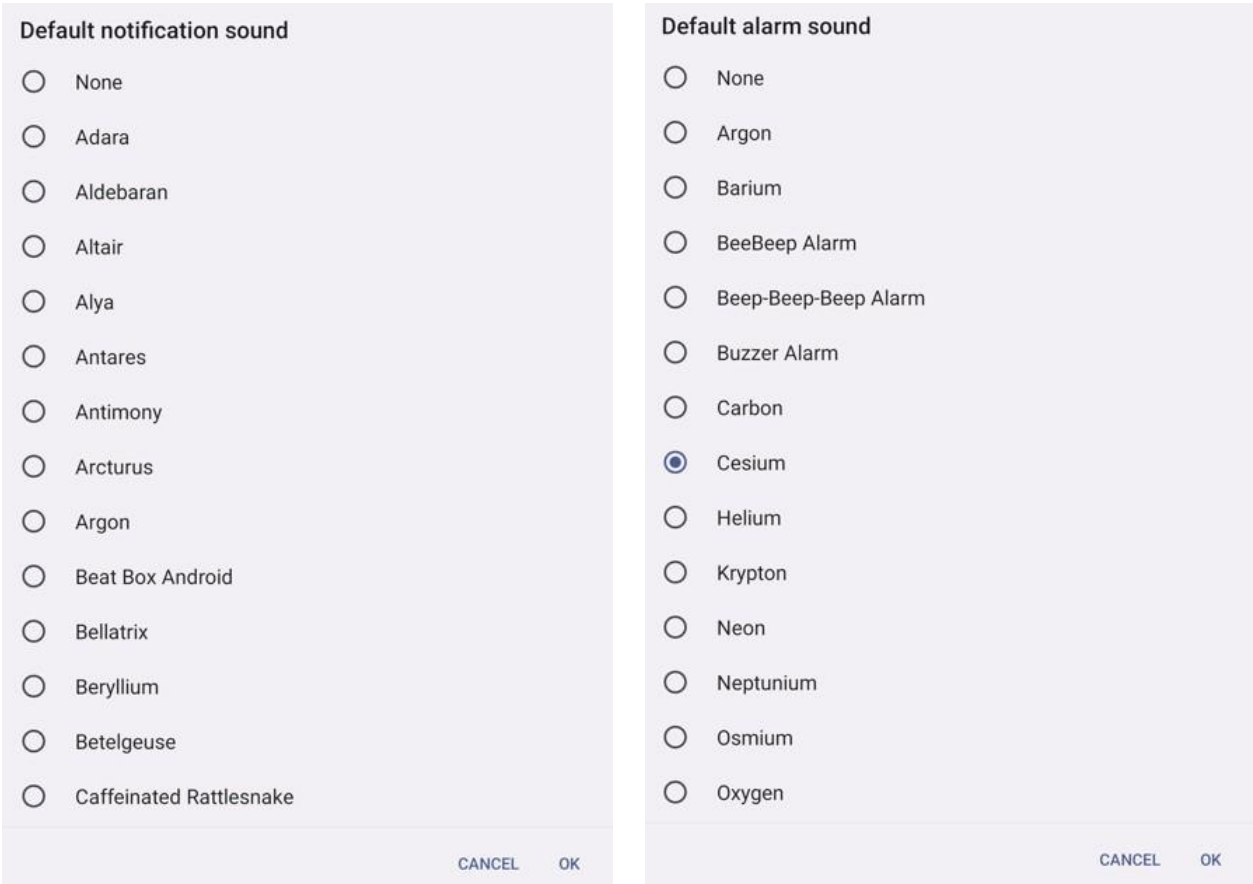 Default notification sound
None
Adara
Aldebaran
Altair
Alya
Antares
Antimony
Arcturus
Argon
Beat Box Android
Bellatrix
Beryllium
Betelgeuse
Caffeinated Rattlesnake
CANCEL OK
Default alarm sound
None
Argon
Barium
BeeBeep Alarm
Beep-Beep-Beep Alarm
Buzzer Alarm
Carbon
Cesium
Helium
Krypton
Neon
Neptunium
Osmium
Oxygen
CANCEL OK